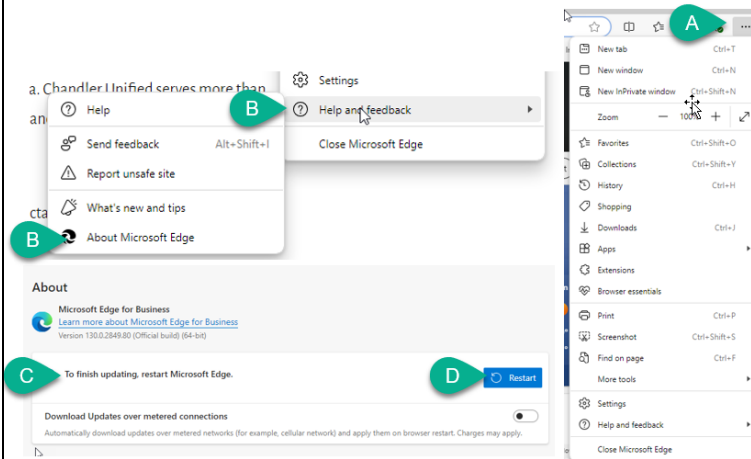 A
New tab Ctrl+T
New window Ctrl+N
New InPrivate window Ctrl+Shift+N
Zoom — 100% +
Favorites Ctrl+Shift+O
Collections Ctrl+Shift+Y
History Ctrl+H
Shopping
Downloads Ctrl+J
Apps
Extensions
Browser essentials
Print Ctrl+P
Screenshot Ctrl+Shift+S
Find on page Ctrl+F
More tools
Settings
Help and feedback
Close Microsoft Edge
a. Chandler Unified serves more than
Settings
B Help and feedback
Close Microsoft Edge
Help
Send feedback Alt+Shift+I
Report unsafe site
What's new and tips
B About Microsoft Edge
About
Microsoft Edge for Business
Learn more about Microsoft Edge for Business
Version 130.0.2849.80 (Official build) (64-bit)
C To finish updating, restart Microsoft Edge.
D Restart
Download Updates over metered connections
Automatically download updates over metered networks (for example, cellular network) and apply them on browser restart. Charges may apply.